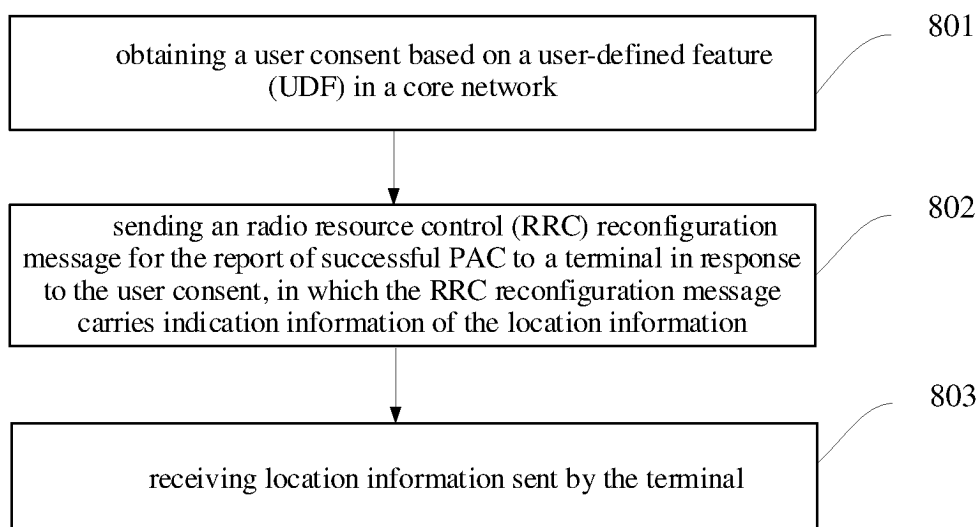 801
obtaining a user consent based on a user-defined feature
(UDF) in a core network
802
sending an radio resource control (RRC) reconfiguration
message for the report of successful PAC to a terminal in response
to the user consent, in which the RRC reconfiguration message
carries indication information of the location information
803
receiving location information sent by the terminal